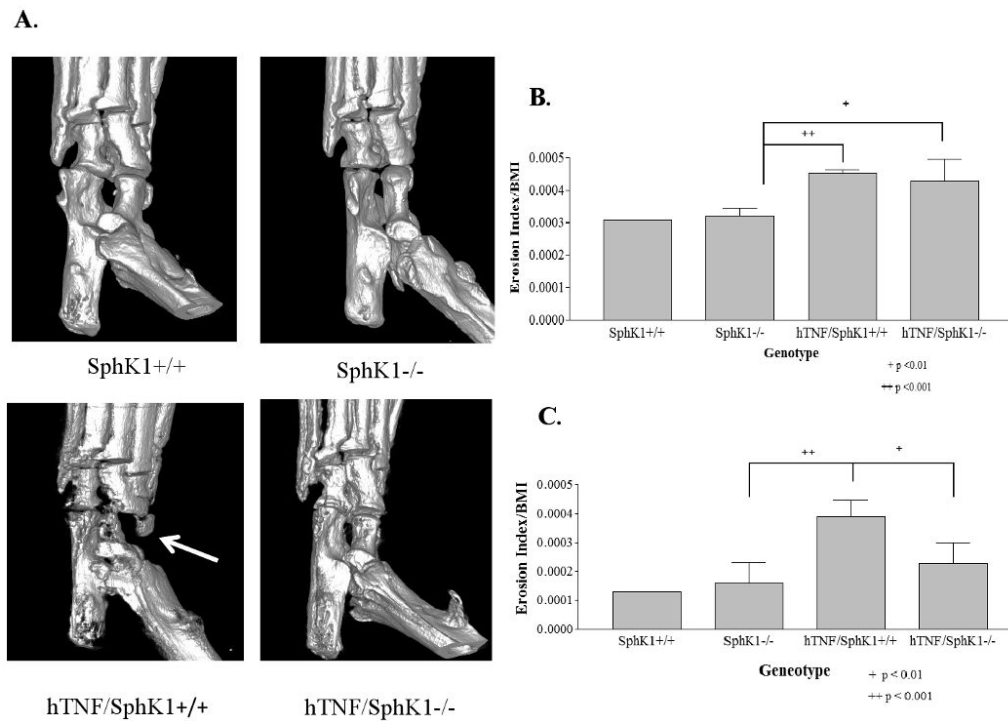 A.
SphK1+/+
SphK1-/-
hTNF/SphK1+/+
hTNF/SphK1-/-
B.
+
++
Erosion Index/BMI
0.0005
0.0004
0.0003
0.0002
0.0001
0.0000
SphK1+/+ SphK1-/- hTNF/SphK1+/+ hTNF/SphK1-/-
Genotype
+ p <0.01
++ p <0.001
C.
++ +
Erosion Index/BMI
0.0005
0.0004
0.0003
0.0002
0.0001
0.0000
SphK1+/+ SphK1-/- hTNF/SphK1+/+ hTNF/SphK1-/-
Geneotype
+ p < 0.01
++ p < 0.001